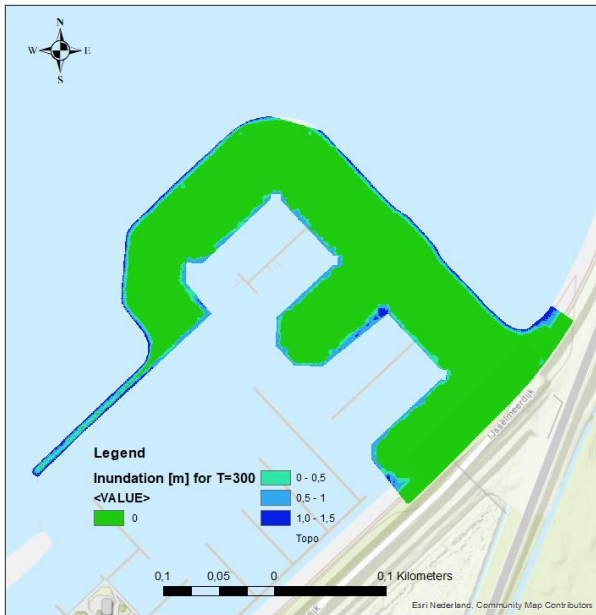 N
W E
S
IJsselmeerdijk
Legend
Inundation [m] for T=300
<VALUE>
0
0 - 0,5
0,5 - 1
1,0 - 1,5
Topo
0,1 0,05 0 0,1 Kilometers
Esri Nederland, Community Map Contributors